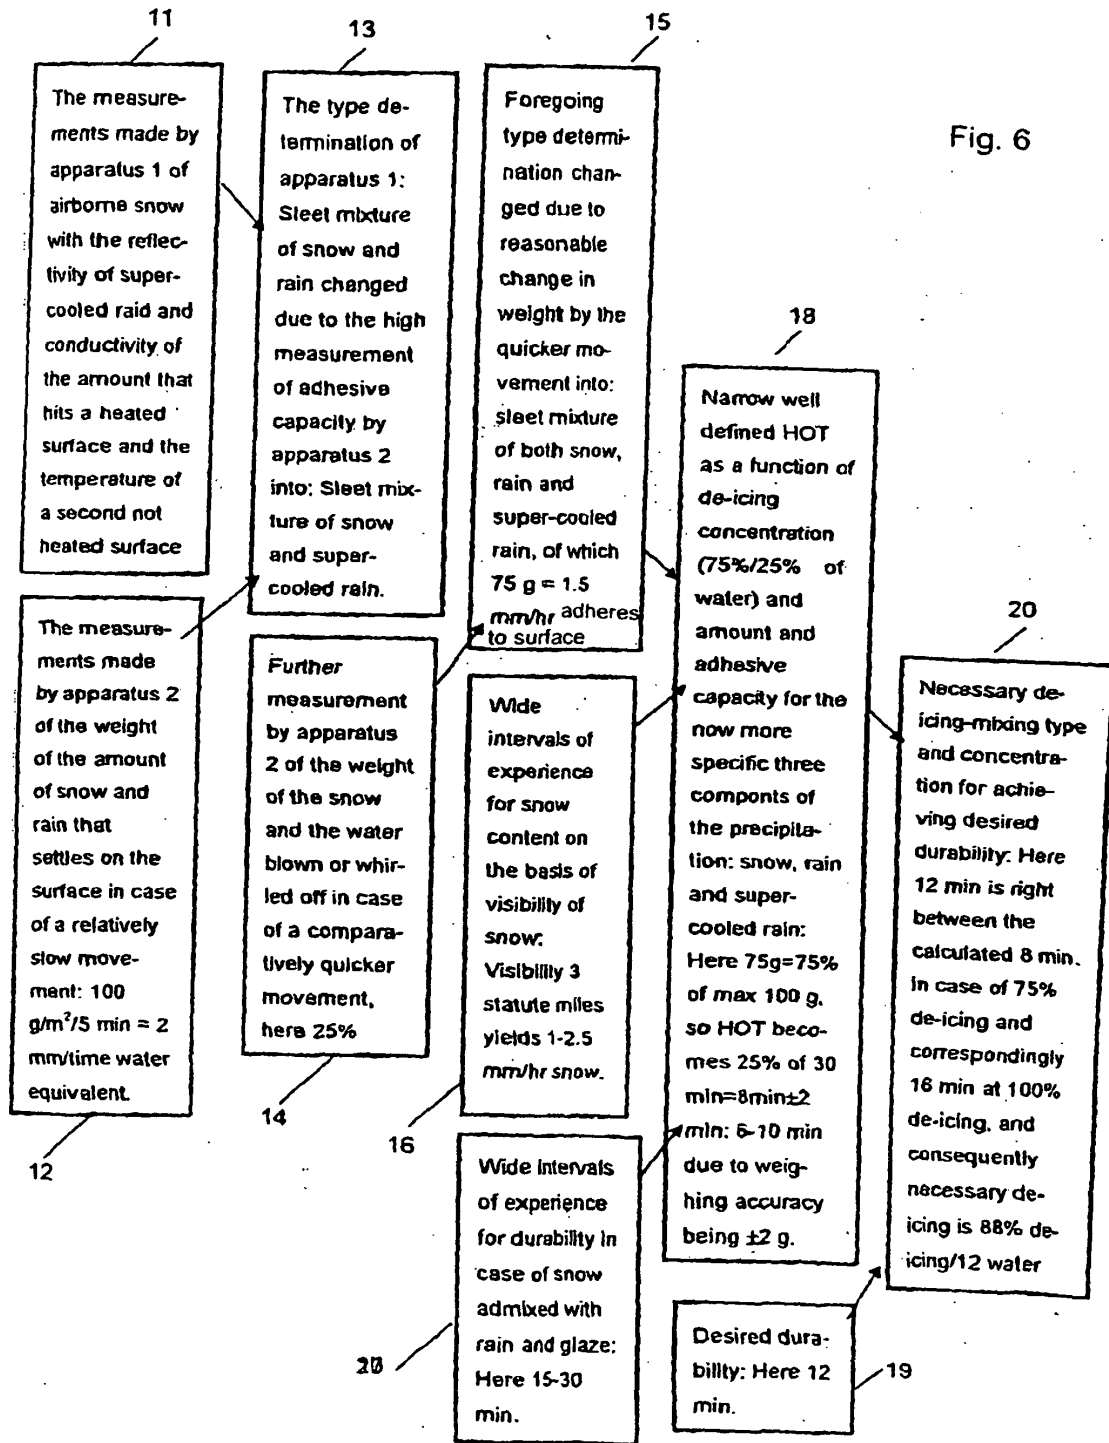 11
The measure-
ments made by
apparatus 1 of
airborne snow
with the reflec-
tivity of super-
cooled raid and
conductivity of
the amount that
hits a heated
surface and the
temperature of
a second not
heated surface
13
The type de-
termination of
apparatus 1:
Sleet mixture
of snow and
rain changed
due to the high
measurement
of adhesive
capacity by
apparatus 2
into: Sleet mix-
ture of snow
and super-
cooled rain.
15
Foregoing
type determi-
nation chan-
ged due to
reasonable
change in
weight by the
quicker mo-
vement into:
sleet mixture
of both snow,
rain and
super-cooled
rain, of which
75 g = 1.5
mm/hr adheres
to surface
Fig. 6
The measure-
ments made
by apparatus 2
of the weight
of the amount
of snow and
rain that
settles on the
surface in case
of a relatively
slow move-
ment: 100
g/m²/5 min = 2
mm/time water
equivalent.
12
Further
measurement
by apparatus
2 of the weight
of the snow
and the water
blown or whir-
led off in case
of a compara-
tively quicker
movement,
here 25%
14
Wide
intervals of
experience
for snow
content on
the basis of
visibility of
snow:
Visibility 3
statute miles
yields 1-2.5
mm/hr snow.
16
Wide intervals
of experience
for durability in
case of snow
admixed with
rain and glaze:
Here 15-30
min.
18
Narrow well
defined HOT
as a function of
de-icing
concentration
(75%/25% of
water) and
amount and
adhesive
capacity for the
now more
specific three
componts of
the precipita-
tion: snow, rain
and super-
cooled rain:
Here 75g=75%
of max 100 g,
so HOT beco-
mes 25% of 30
min=8min±2
min: 6-10 min
due to weig-
hing accuracy
being ±2 g.
Desired dura-
bility: Here 12
min.
19
20
Necessary de-
icing-mixing type
and concentra-
tion for achie-
ving desired
durability: Here
12 min is right
between the
calculated 8 min.
in case of 75%
de-icing and
correspondingly
16 min at 100%
de-icing, and
consequently
necessary de-
icing is 88% de-
icing/12 water